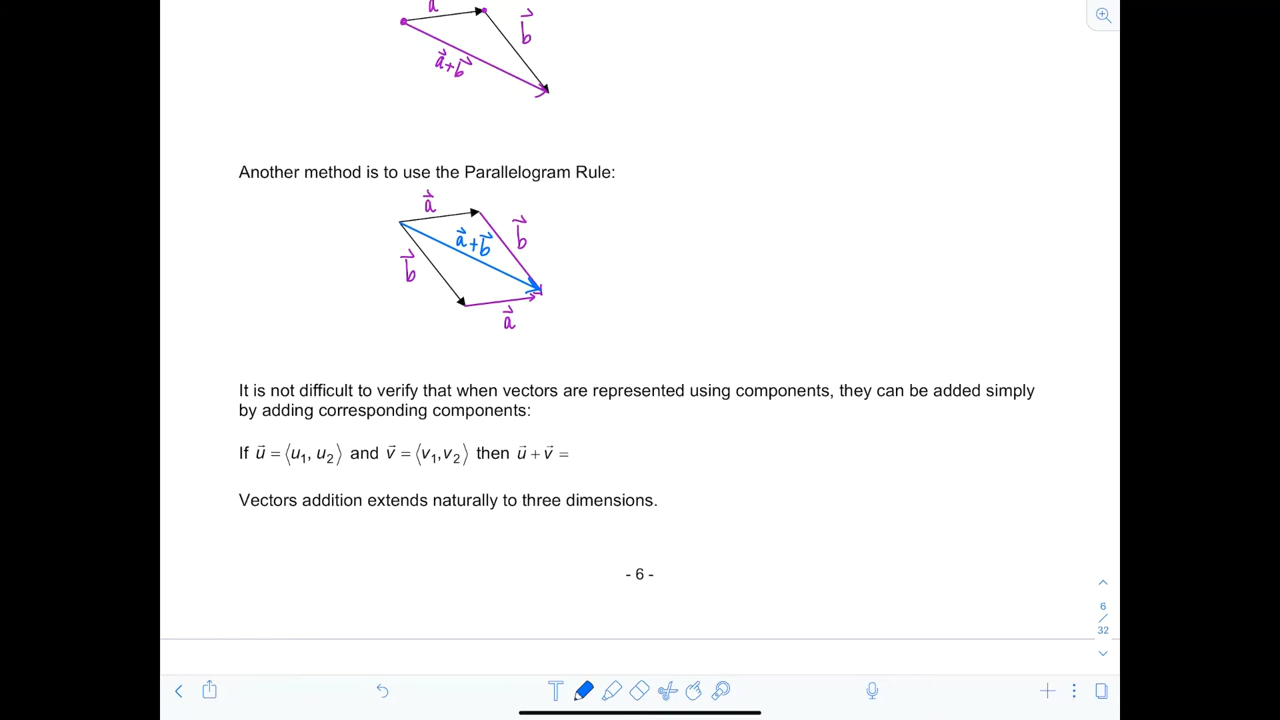 a
b⃗
a⃗+b⃗
Another method is to use the Parallelogram Rule:
a⃗
a⃗+b⃗
b⃗
b⃗
a⃗
It is not difficult to verify that when vectors are represented using components, they can be added simply
by adding corresponding components:
If u⃗ = ⟨u₁, u₂⟩ and v⃗ = ⟨v₁,v₂⟩ then u⃗ + v⃗ =
Vectors addition extends naturally to three dimensions.
- 6 -
6
/
32
T